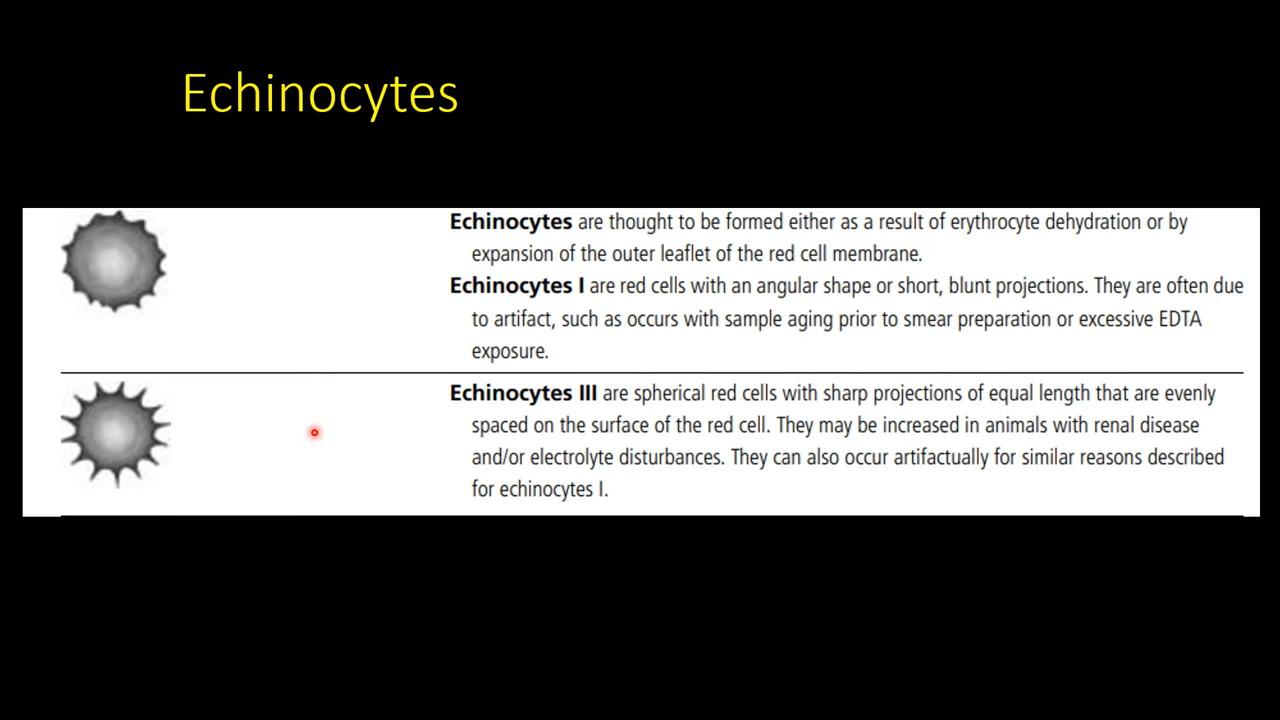 Echinocytes
Echinocytes are thought to be formed either as a result of erythrocyte dehydration or by
expansion of the outer leaflet of the red cell membrane.
Echinocytes I are red cells with an angular shape or short, blunt projections. They are often due
to artifact, such as occurs with sample aging prior to smear preparation or excessive EDTA
exposure.
Echinocytes III are spherical red cells with sharp projections of equal length that are evenly
spaced on the surface of the red cell. They may be increased in animals with renal disease
and/or electrolyte disturbances. They can also occur artifactually for similar reasons described
for echinocytes I.